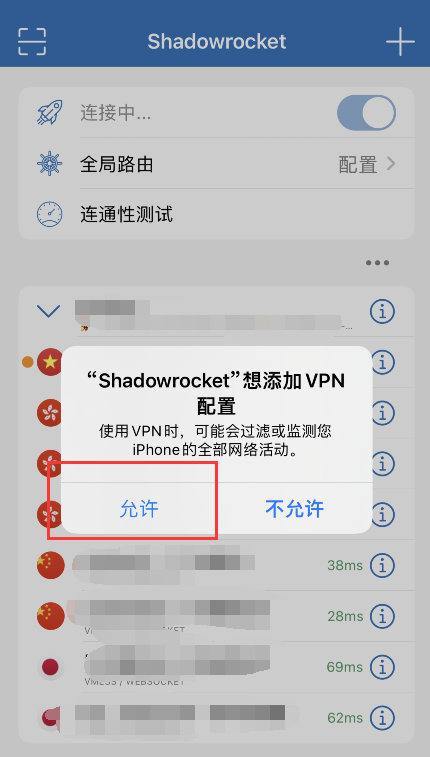 Shadowrocket
连接中...
全局路由
配置
连通性测试
“Shadowrocket”想添加 VPN
配置
使用 VPN 时，可能会过滤或监测您
iPhone 的全部网络活动。
允许
不允许
38ms
28ms
69ms
VMESS / WEBSOCKET
62ms